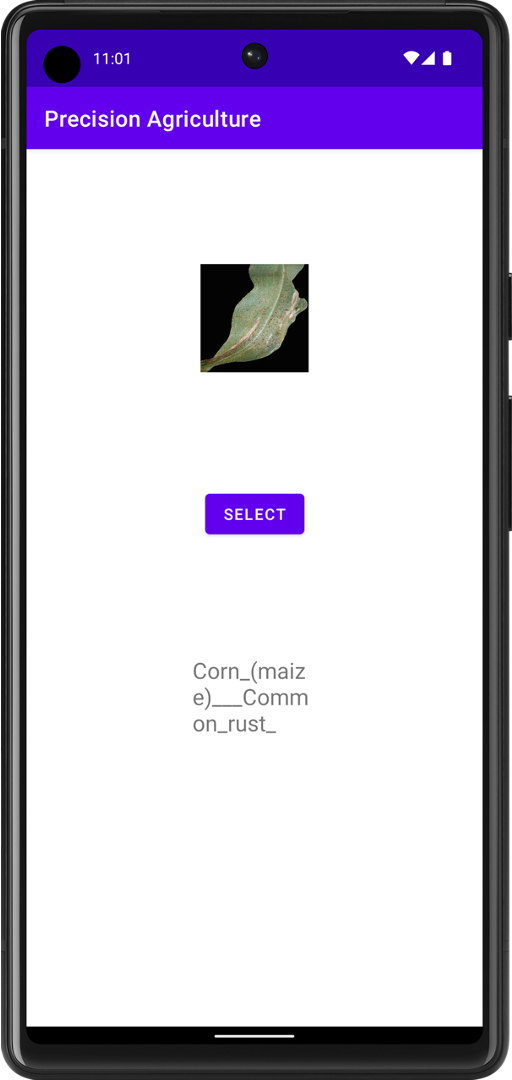 11:01
Precision Agriculture
SELECT
Corn_(maiz
e)___Comm
on_rust_